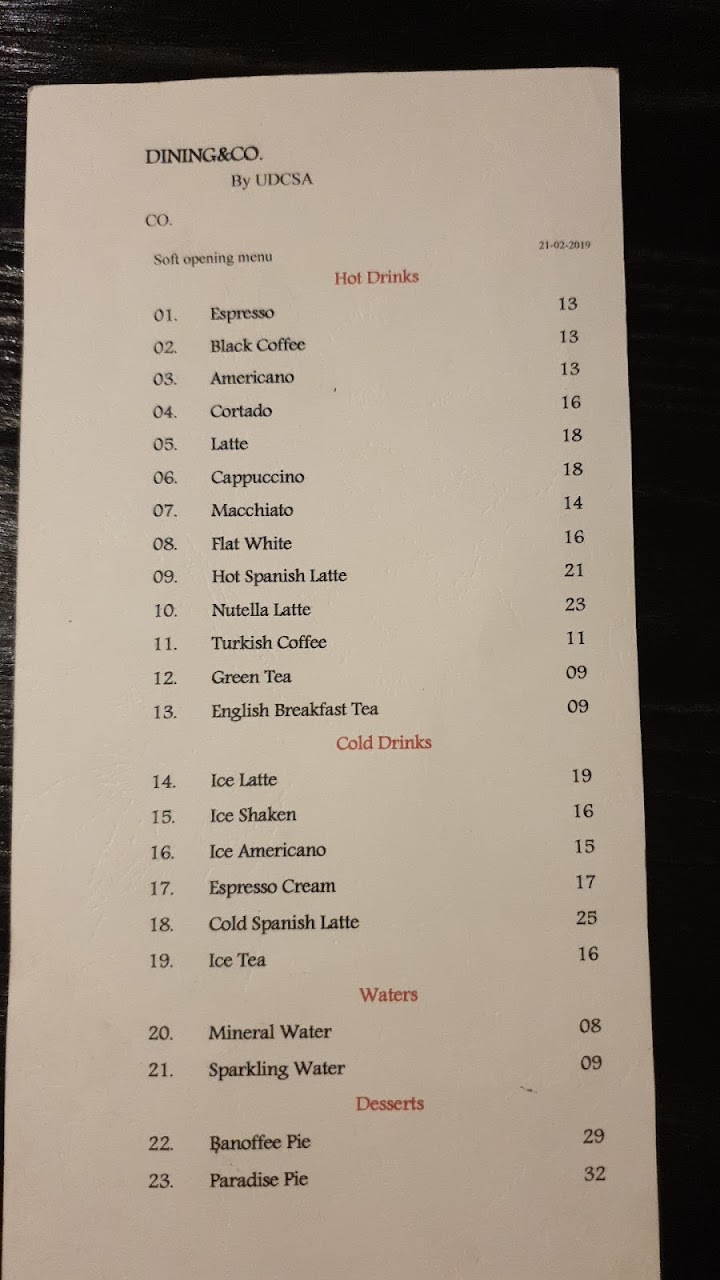 DINING&CO.
By UDCSA
CO.
Soft opening menu 21-02-2019
Hot Drinks
01. Espresso 13
02. Black Coffee 13
03. Americano 13
04. Cortado 16
05. Latte 18
06. Cappuccino 18
07. Macchiato 14
08. Flat White 16
09. Hot Spanish Latte 21
10. Nutella Latte 23
11. Turkish Coffee 11
12. Green Tea 09
13. English Breakfast Tea 09
Cold Drinks
14. Ice Latte 19
15. Ice Shaken 16
16. Ice Americano 15
17. Espresso Cream 17
18. Cold Spanish Latte 25
19. Ice Tea 16
Waters
20. Mineral Water 08
21. Sparkling Water 09
Desserts
22. Banoffee Pie 29
23. Paradise Pie 32